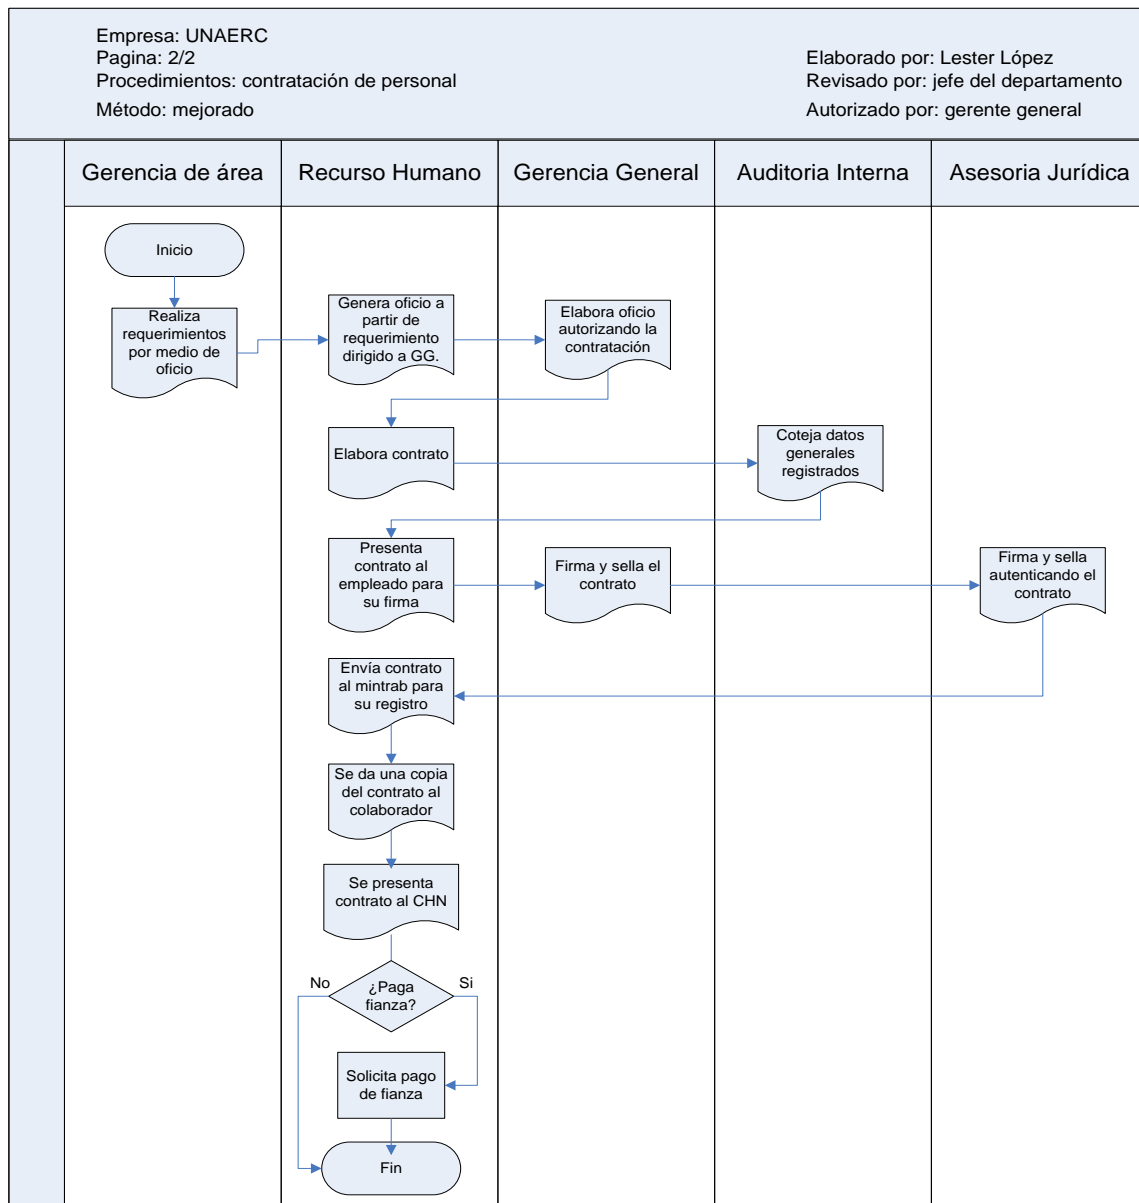 Empresa: UNAERC
Pagina: 2/2
Procedimientos: contratación de personal
Método: mejorado
Elaborado por: Lester López
Revisado por: jefe del departamento
Autorizado por: gerente general
Gerencia de área
Recurso Humano
Gerencia General
Auditoria Interna
Asesoria Jurídica
Inicio
Realiza
requerimientos
por medio de
oficio
Genera oficio a
partir de
requerimiento
dirigido a GG.
Elabora oficio
autorizando la
contratación
Elabora contrato
Coteja datos
generales
registrados
Presenta
contrato al
empleado para
su firma
Firma y sella el
contrato
Firma y sella
autenticando el
contrato
Envía contrato
al mintrab para
su registro
Se da una copia
del contrato al
colaborador
Se presenta
contrato al CHN
No
¿Paga
fianza?
Si
Solicita pago
de fianza
Fin